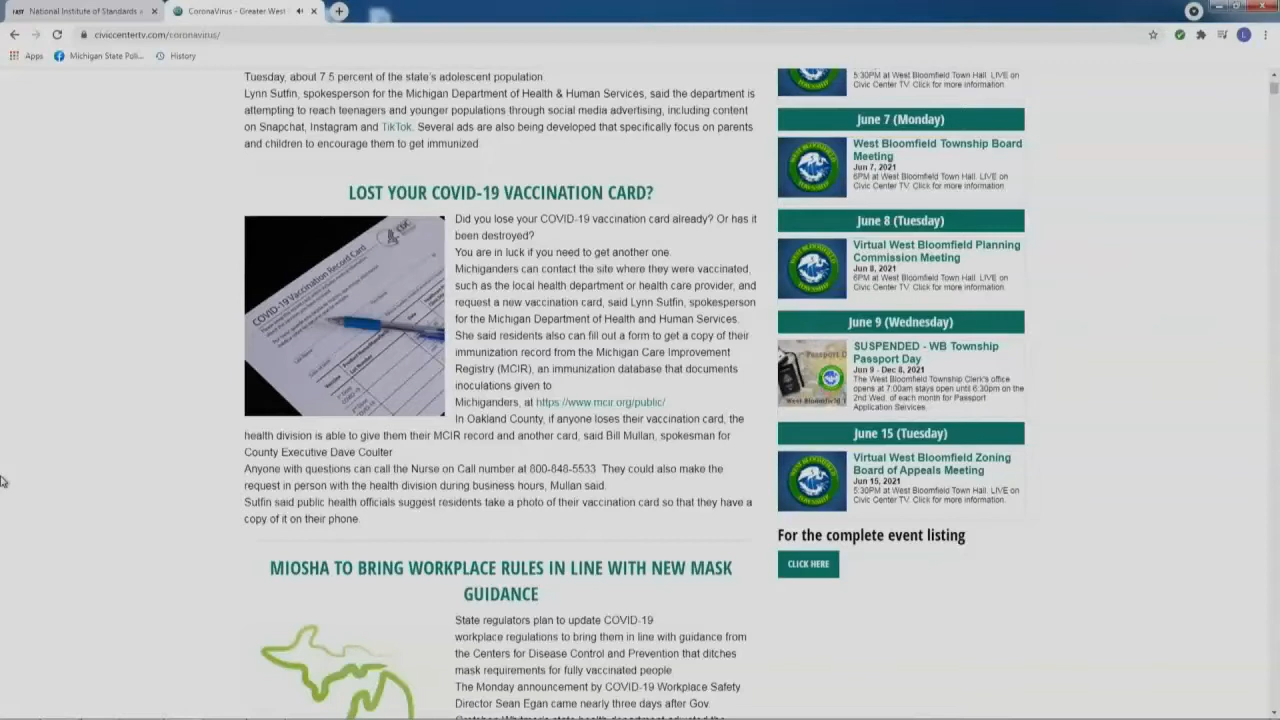 National Institute of Standards a
CoronaVirus - Greater West
civiccentertv.com/coronavirus/
Apps
Michigan State Poli...
History
Tuesday, about 7.5 percent of the state's adolescent population
Lynn Sutfin, spokesperson for the Michigan Department of Health & Human Services, said the department is
attempting to reach teenagers and younger populations through social media advertising, including content
on Snapchat, Instagram and TikTok. Several ads are also being developed that specifically focus on parents
and children to encourage them to get immunized
LOST YOUR COVID-19 VACCINATION CARD?
COVID-19 Vaccination Record Card
CDC
Did you lose your COVID-19 vaccination card already? Or has it
been destroyed?
You are in luck if you need to get another one
Michiganders can contact the site where they were vaccinated,
such as the local health department or health care provider, and
request a new vaccination card, said Lynn Sutfin, spokesperson
for the Michigan Department of Health and Human Services.
She said residents also can fill out a form to get a copy of their
immunization record from the Michigan Care Improvement
Registry (MCIR), an immunization database that documents
inoculations given to
Michiganders, at https://www.mcir.org/public/
In Oakland County, if anyone loses their vaccination card, the
health division is able to give them their MCIR record and another card, said Bill Mullan, spokesman for
County Executive Dave Coulter
Anyone with questions can call the Nurse on Call number at 800-848-5533 They could also make the
request in person with the health division during business hours, Mullan said.
Sutfin said public health officials suggest residents take a photo of their vaccination card so that they have a
copy of it on their phone.
MIOSHA TO BRING WORKPLACE RULES IN LINE WITH NEW MASK
GUIDANCE
State regulators plan to update COVID-19
workplace regulations to bring them in line with guidance from
the Centers for Disease Control and Prevention that ditches
mask requirements for fully vaccinated people
The Monday announcement by COVID-19 Workplace Safety
Director Sean Egan came nearly three days after Gov.
5:30PM at West Bloomfield Town Hall. LIVE on
Civic Center TV. Click for more information.
June 7 (Monday)
West Bloomfield Township Board
Meeting
Jun 7, 2021
6PM at West Bloomfield Town Hall. LIVE on
Civic Center TV. Click for more information.
June 8 (Tuesday)
Virtual West Bloomfield Planning
Commission Meeting
Jun 8, 2021
6PM at West Bloomfield Town Hall. LIVE on
Civic Center TV. Click for more information.
June 9 (Wednesday)
SUSPENDED - WB Township
Passport Day
Jun 9 - Dec 8, 2021
The West Bloomfield Township Clerk's office
opens at 7:00am stays open until 6:30pm on the
2nd Wed. of each month for Passport
Application Services.
June 15 (Tuesday)
Virtual West Bloomfield Zoning
Board of Appeals Meeting
Jun 15, 2021
5:30PM at West Bloomfield Town Hall. LIVE on
Civic Center TV. Click for more information.
For the complete event listing
CLICK HERE